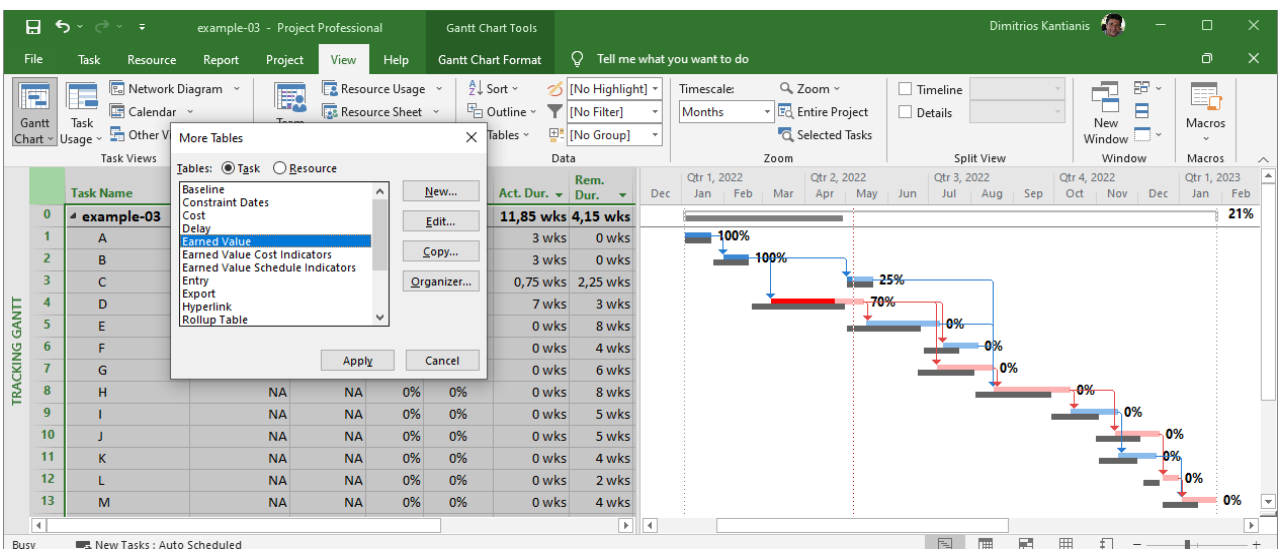 example-03 - Project Professional
Gantt Chart Tools
Dimitrios Kantianis
File Task Resource Report Project View Help Gantt Chart Format Tell me what you want to do
Gantt Chart
Task Usage
Network Diagram
Calendar
Other V
Resource Usage
Resource Sheet
Sort
Outline
Tables
[No Highlight]
[No Filter]
[No Group]
Timescale:
Months
Zoom
Entire Project
Selected Tasks
Timeline
Details
New Window
Macros
Task Views
Data
Zoom
Split View
Window
Macros
More Tables
Tables: Task Resource
Baseline
Constraint Dates
Cost
Delay
Earned Value
Earned Value Cost Indicators
Earned Value Schedule Indicators
Entry
Export
Hyperlink
Rollup Table
New...
Edit...
Copy...
Organizer...
Apply
Cancel
TRACKING GANTT
Task Name Act. Dur. Rem. Dur.
0 example-03 11,85 wks 4,15 wks
1 A 3 wks 0 wks
2 B 3 wks 0 wks
3 C 0,75 wks 2,25 wks
4 D 7 wks 3 wks
5 E 0 wks 8 wks
6 F 0 wks 4 wks
7 G 0 wks 6 wks
8 H NA NA 0% 0% 0 wks 8 wks
9 I NA NA 0% 0% 0 wks 5 wks
10 J NA NA 0% 0% 0 wks 5 wks
11 K NA NA 0% 0% 0 wks 4 wks
12 L NA NA 0% 0% 0 wks 2 wks
13 M NA NA 0% 0% 0 wks 4 wks
Qtr 1, 2022 Qtr 2, 2022 Qtr 3, 2022 Qtr 4, 2022 Qtr 1, 2023
Dec Jan Feb Mar Apr May Jun Jul Aug Sep Oct Nov Dec Jan Feb
21%
100%
100%
25%
70%
0%
0%
0%
0%
0%
0%
0%
0%
0%
Busy New Tasks : Auto Scheduled